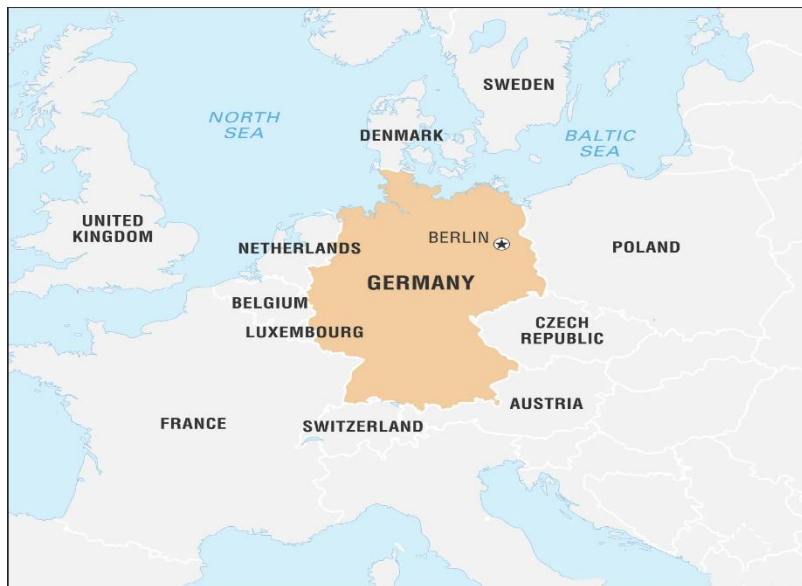 SWEDEN
NORTH
SEA
DENMARK
BALTIC
SEA
UNITED
KINGDOM
NETHERLANDS
BERLIN
POLAND
GERMANY
BELGIUM
LUXEMBOURG
CZECH
REPUBLIC
AUSTRIA
FRANCE
SWITZERLAND